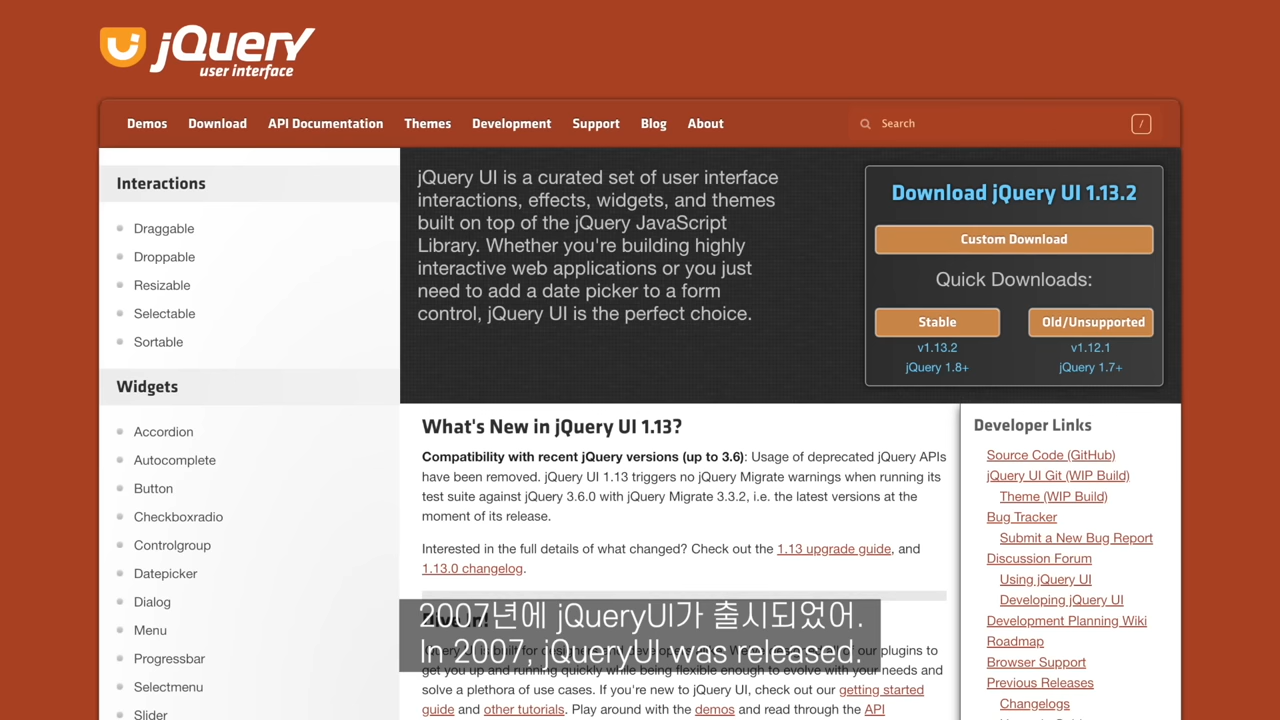 jQuery
user interface
Demos Download API Documentation Themes Development Support Blog About Search /
Interactions
Draggable
Droppable
Resizable
Selectable
Sortable
Widgets
Accordion
Autocomplete
Button
Checkboxradio
Controlgroup
Datepicker
Dialog
Menu
Progressbar
Selectmenu
Slider
jQuery UI is a curated set of user interface
interactions, effects, widgets, and themes
built on top of the jQuery JavaScript
Library. Whether you're building highly
interactive web applications or you just
need to add a date picker to a form
control, jQuery UI is the perfect choice.
Download jQuery UI 1.13.2
Custom Download
Quick Downloads:
Stable
v1.13.2
jQuery 1.8+
Old/Unsupported
v1.12.1
jQuery 1.7+
What's New in jQuery UI 1.13?
Compatibility with recent jQuery versions (up to 3.6): Usage of deprecated jQuery APIs
have been removed. jQuery UI 1.13 triggers no jQuery Migrate warnings when running its
test suite against jQuery 3.6.0 with jQuery Migrate 3.3.2, i.e. the latest versions at the
moment of its release.
Interested in the full details of what changed? Check out the 1.13 upgrade guide, and
1.13.0 changelog.
2007년에 jQueryUI가 출시되었어.
In 2007, jQueryUI was released.
plugins to
get you up and running quickly while being flexible enough to evolve with your needs and
solve a plethora of use cases. If you're new to jQuery UI, check out our getting started
guide and other tutorials. Play around with the demos and read through the API
Developer Links
Source Code (GitHub)
jQuery UI Git (WIP Build)
Theme (WIP Build)
Bug Tracker
Submit a New Bug Report
Discussion Forum
Using jQuery UI
Developing jQuery UI
Development Planning Wiki
Roadmap
Browser Support
Previous Releases
Changelogs